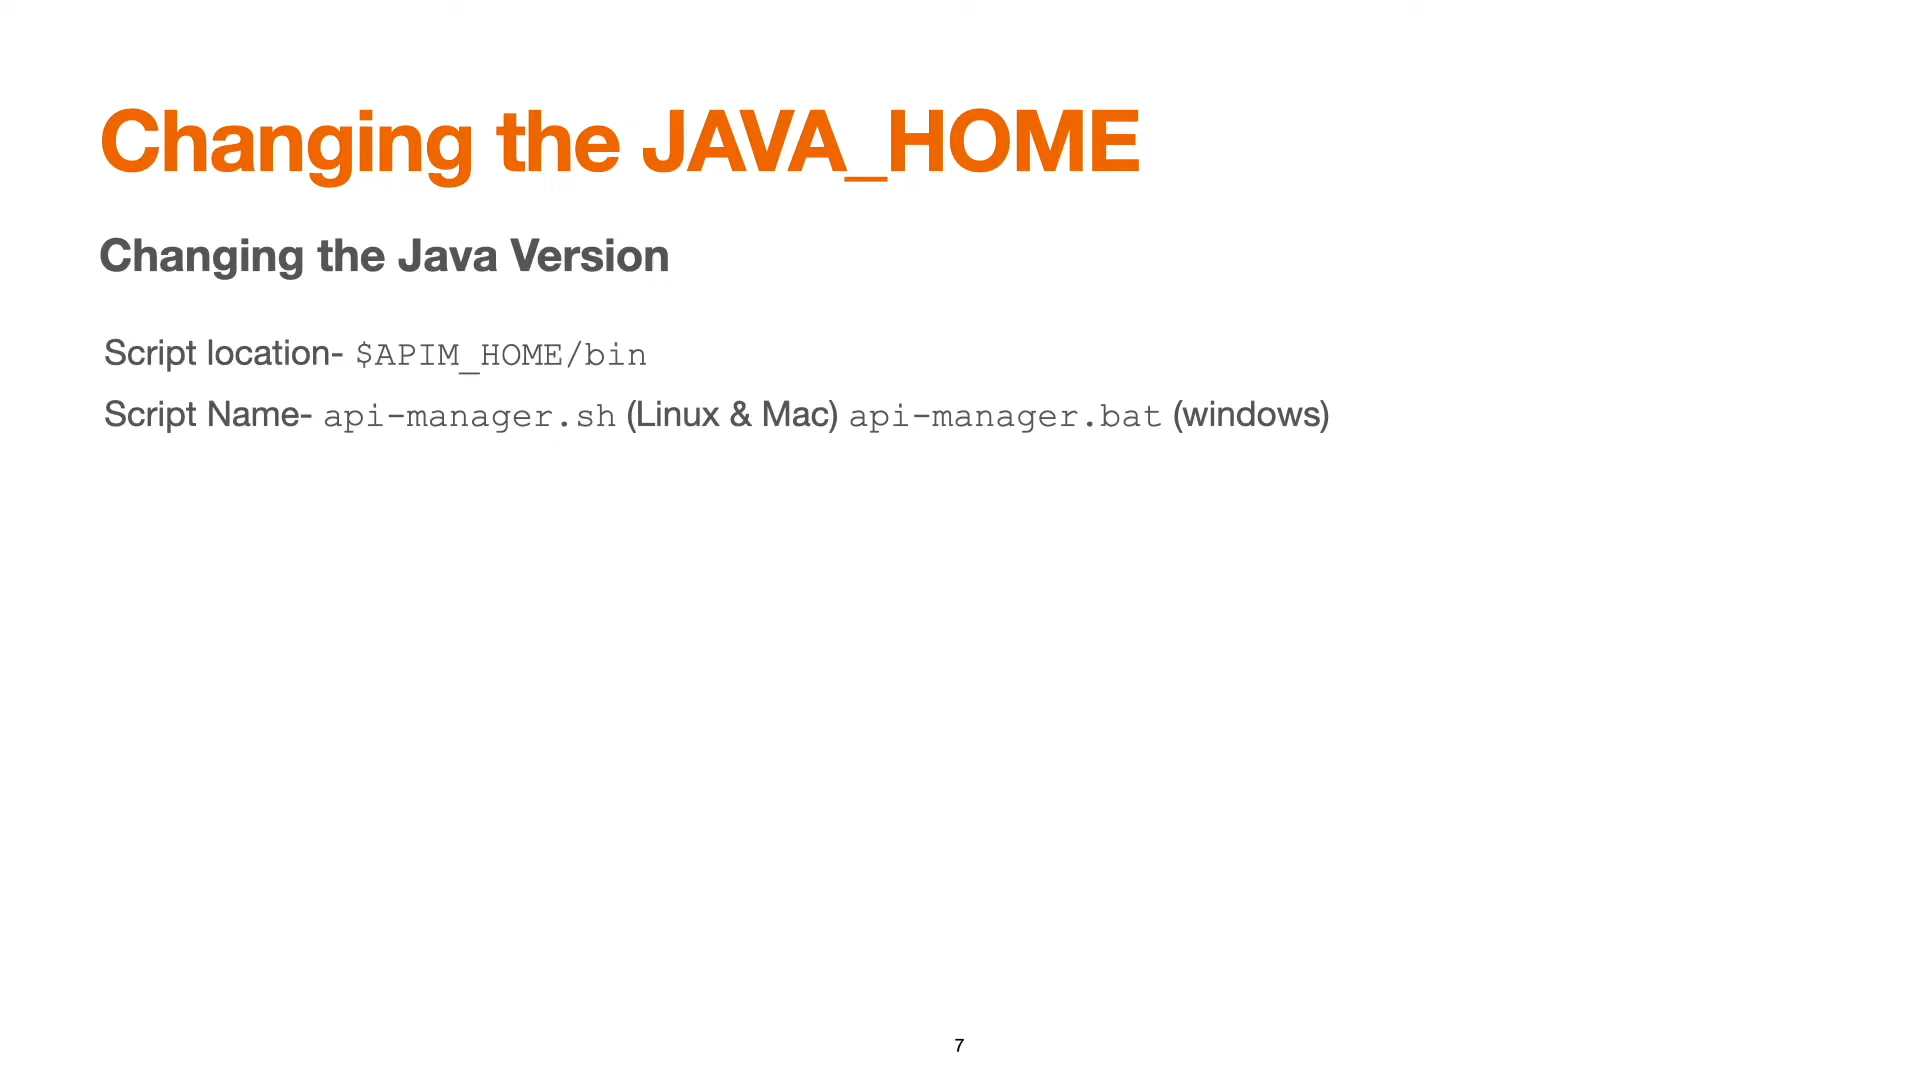 Changing the JAVA_HOME
Changing the Java Version
Script location- $APIM_HOME/bin
Script Name- api-manager.sh (Linux & Mac) api-manager.bat (windows)
7